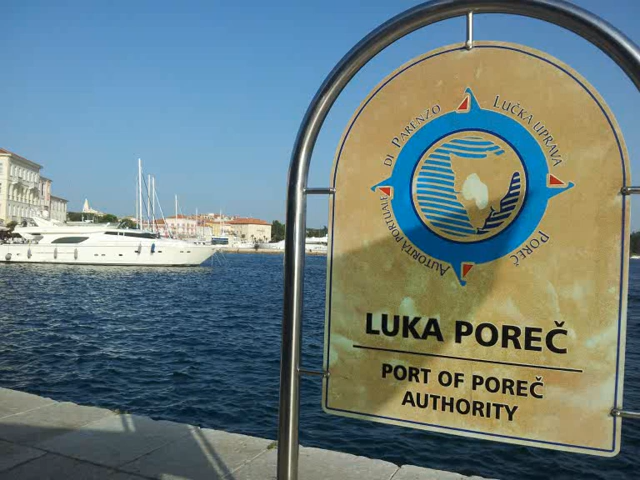 LUČKA UPRAVA
POREČ
AUTORITÀ PORTUALE
DI PARENZO
LUKA POREČ
PORT OF POREČ
AUTHORITY